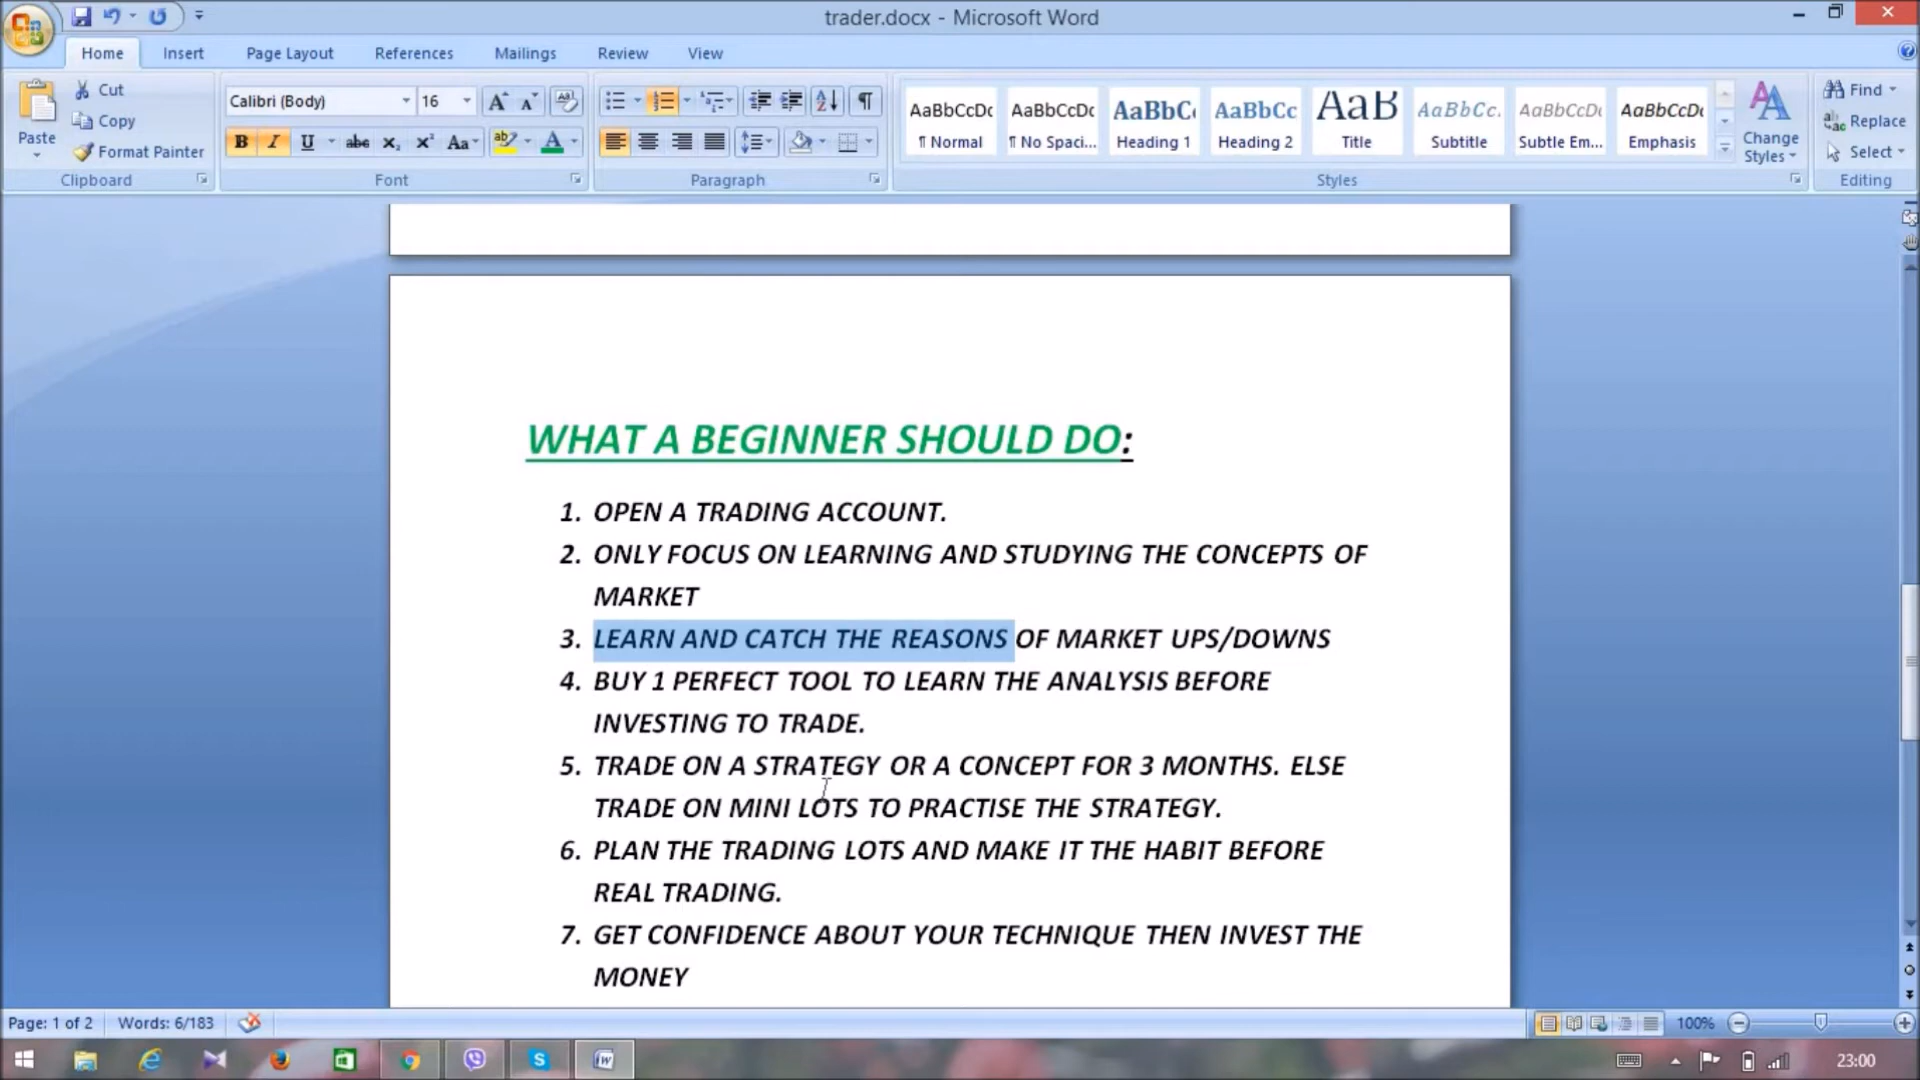 trader.docx - Microsoft Word
Home Insert Page Layout References Mailings Review View
Paste
Cut
Copy
Format Painter
Clipboard
Calibri (Body) 16
B I U abc x₂ x² Aa
Font
Paragraph
AaBbCcDc AaBbCcDc AaBbC AaBbCc AaB AaBbCc. AaBbCcDc AaBbCcDc
¶ Normal ¶ No Spaci... Heading 1 Heading 2 Title Subtitle Subtle Em... Emphasis
Styles
Change Styles
Find
Replace
Select
Editing
WHAT A BEGINNER SHOULD DO:
1. OPEN A TRADING ACCOUNT.
2. ONLY FOCUS ON LEARNING AND STUDYING THE CONCEPTS OF
MARKET
3. LEARN AND CATCH THE REASONS OF MARKET UPS/DOWNS
4. BUY 1 PERFECT TOOL TO LEARN THE ANALYSIS BEFORE
INVESTING TO TRADE.
5. TRADE ON A STRATEGY OR A CONCEPT FOR 3 MONTHS. ELSE
TRADE ON MINI LOTS TO PRACTISE THE STRATEGY.
6. PLAN THE TRADING LOTS AND MAKE IT THE HABIT BEFORE
REAL TRADING.
7. GET CONFIDENCE ABOUT YOUR TECHNIQUE THEN INVEST THE
MONEY
Page: 1 of 2 Words: 6/183 100%
23:00